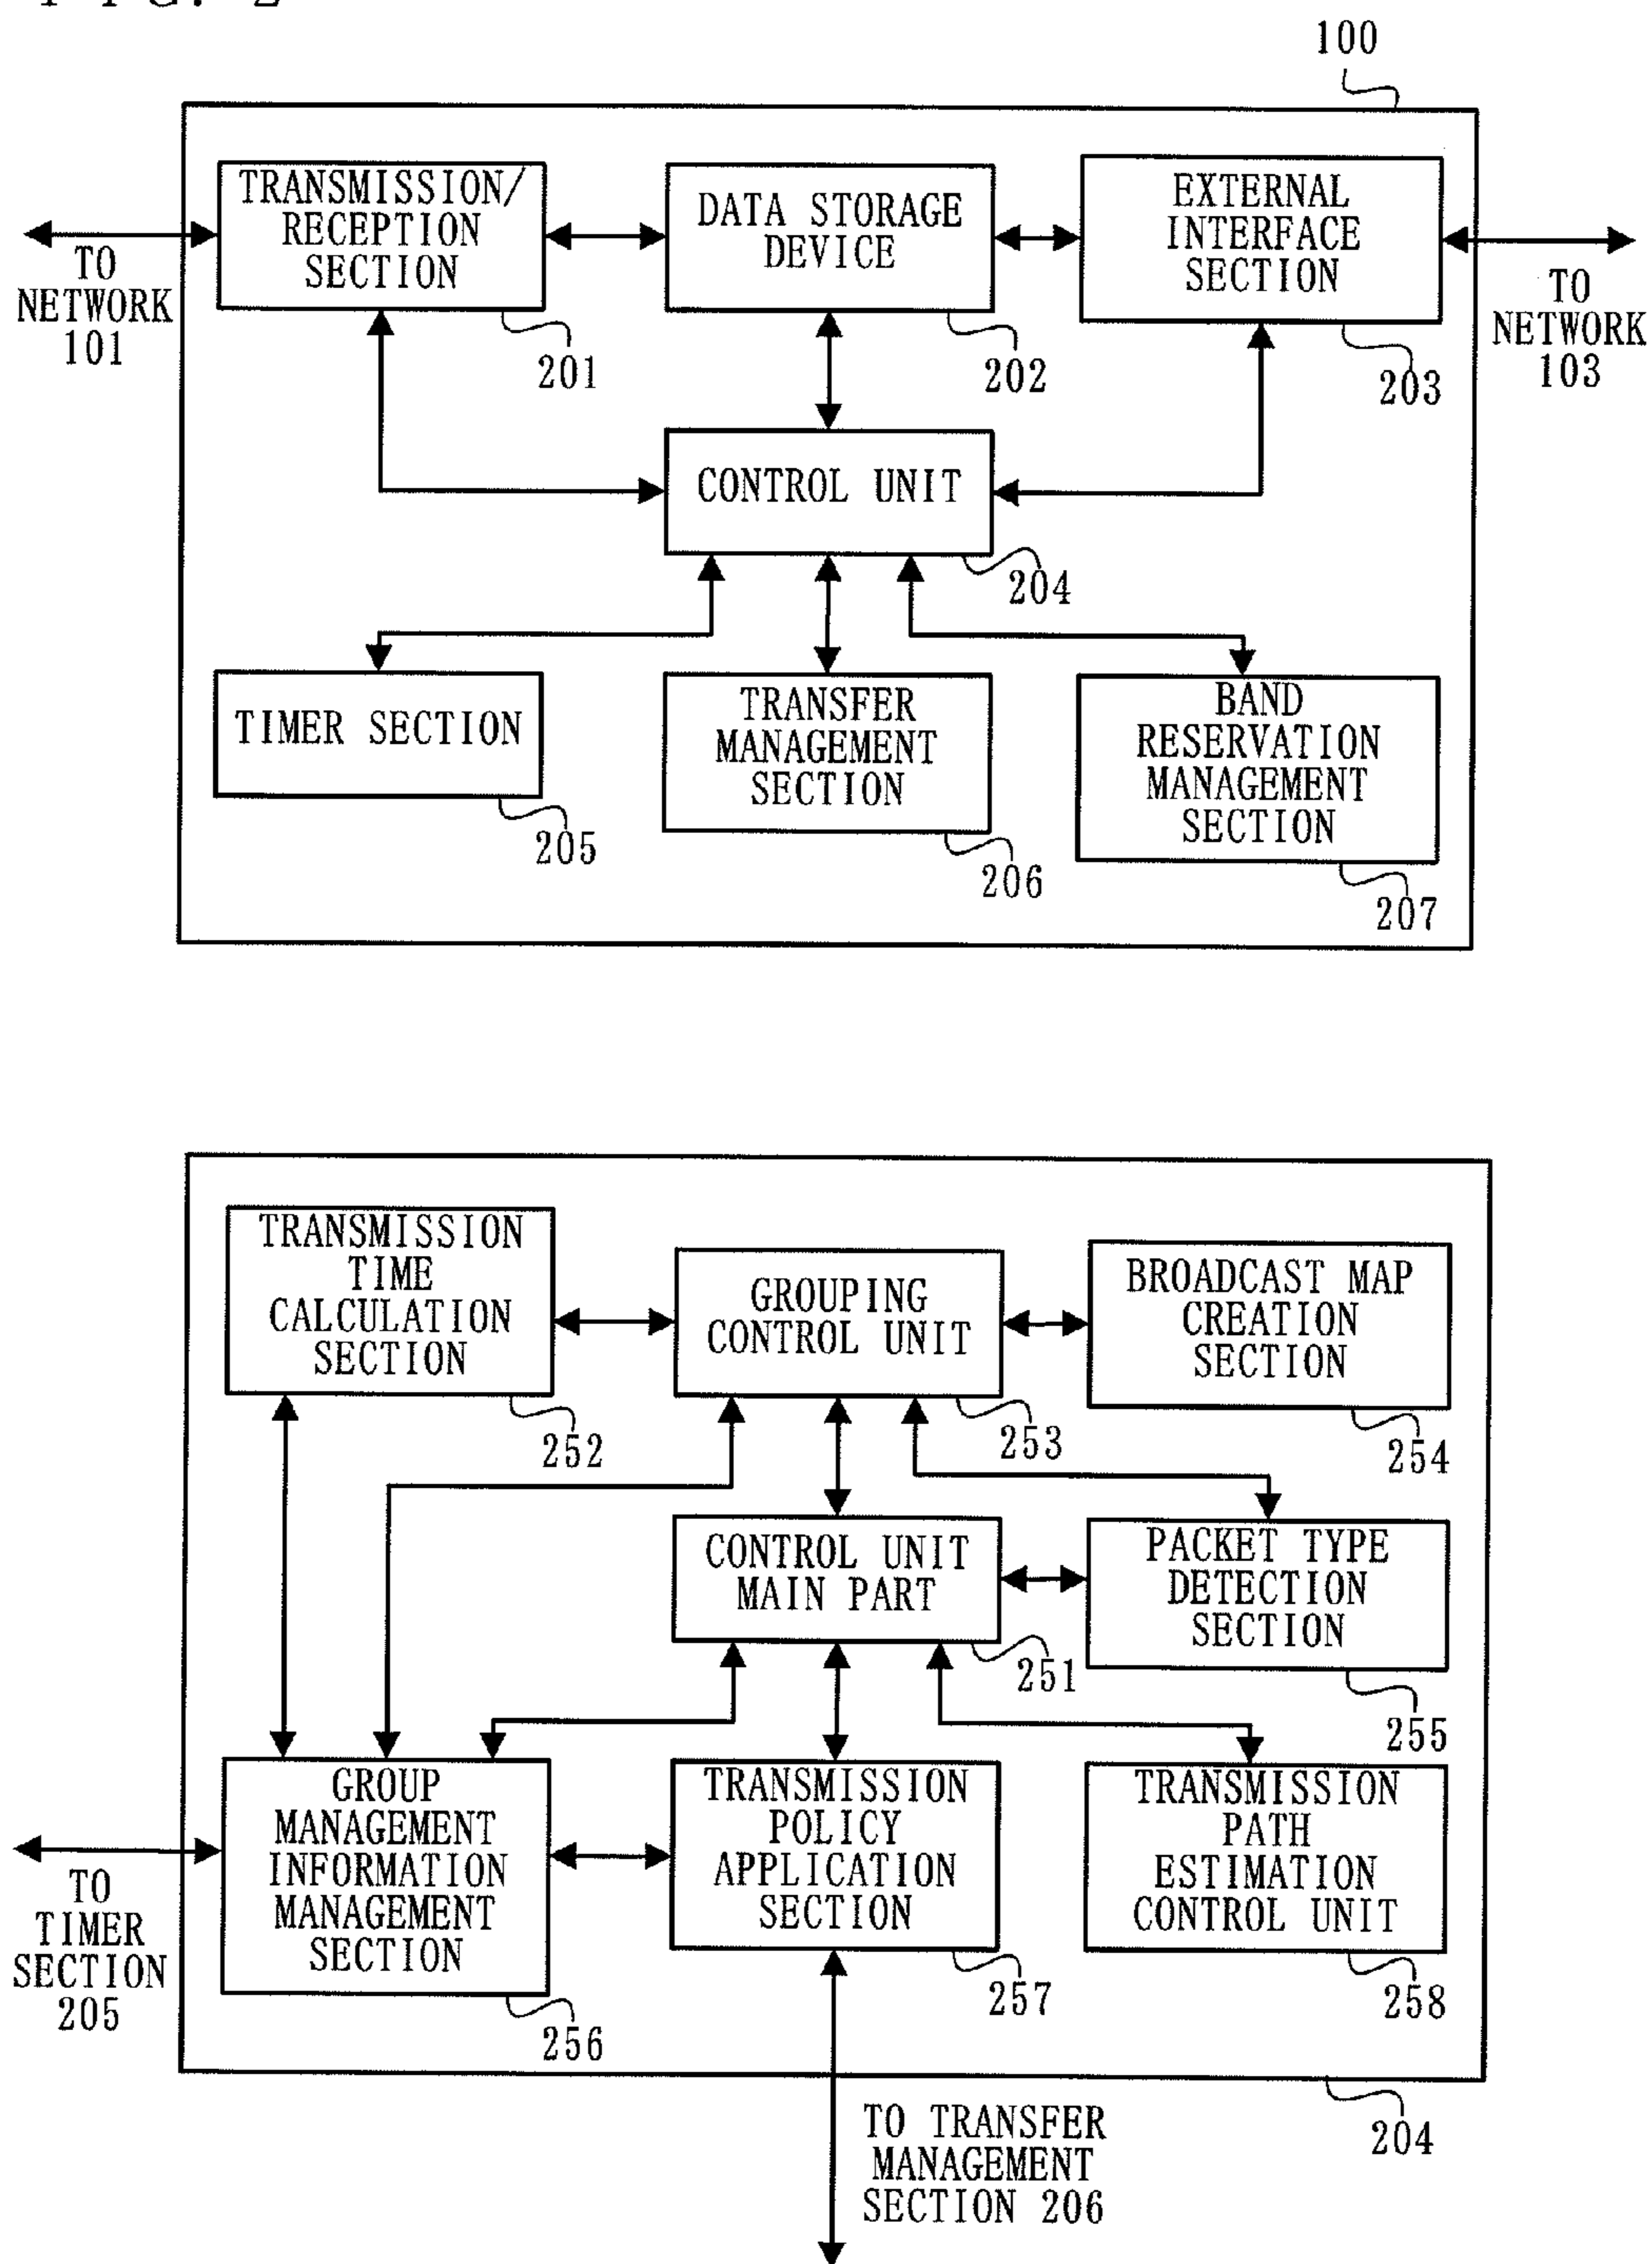 FIG. 2
100
TRANSMISSION/
RECEPTION
SECTION
DATA STORAGE
DEVICE
EXTERNAL
INTERFACE
SECTION
TO
NETWORK
101
TO
NETWORK
103
201
202
203
CONTROL UNIT
204
TIMER SECTION
TRANSFER
MANAGEMENT
SECTION
BAND
RESERVATION
MANAGEMENT
SECTION
205
206
207
TRANSMISSION
TIME
CALCULATION
SECTION
GROUPING
CONTROL UNIT
BROADCAST MAP
CREATION
SECTION
252
253
254
CONTROL UNIT
MAIN PART
PACKET TYPE
DETECTION
SECTION
251
255
GROUP
MANAGEMENT
INFORMATION
MANAGEMENT
SECTION
TRANSMISSION
POLICY
APPLICATION
SECTION
TRANSMISSION
PATH
ESTIMATION
CONTROL UNIT
TO
TIMER
SECTION
205
256
257
258
TO TRANSFER
MANAGEMENT
SECTION 206
204